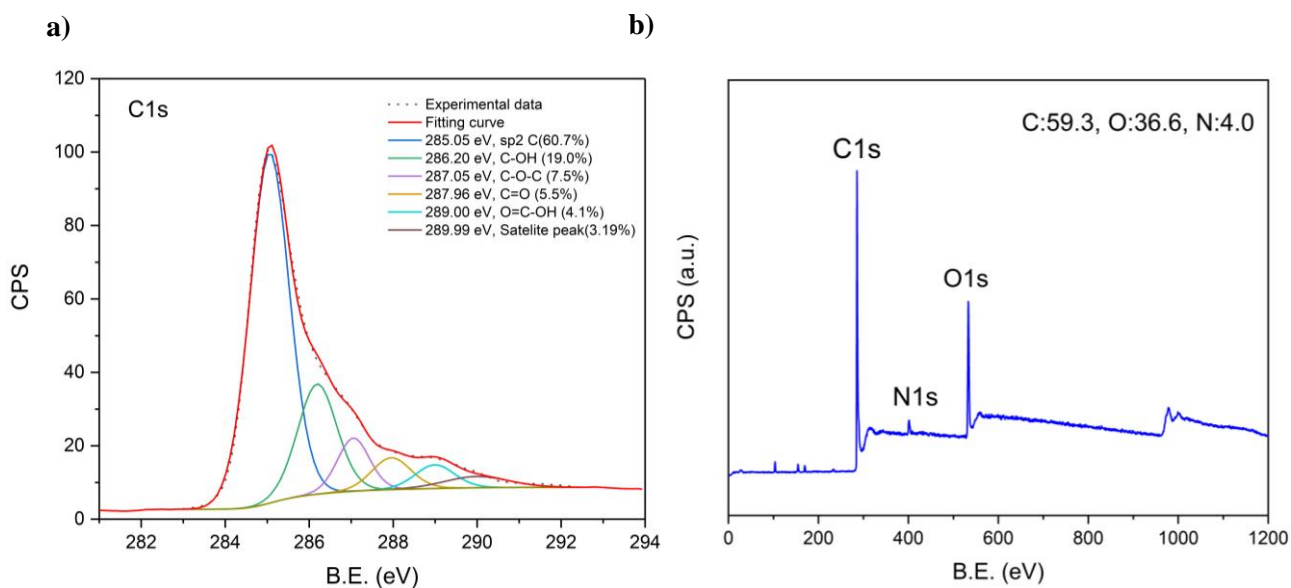 a)
b)
C1s
Experimental data
Fitting curve
285.05 eV, sp2 C(60.7%)
286.20 eV, C-OH (19.0%)
287.05 eV, C-O-C (7.5%)
287.96 eV, C=O (5.5%)
289.00 eV, O=C-OH (4.1%)
289.99 eV, Satelite peak(3.19%)
120
100
80
60
40
20
0
CPS
282 284 286 288 290 292 294
B.E. (eV)
C:59.3, O:36.6, N:4.0
C1s
O1s
N1s
CPS (a.u.)
0 200 400 600 800 1000 1200
B.E. (eV)